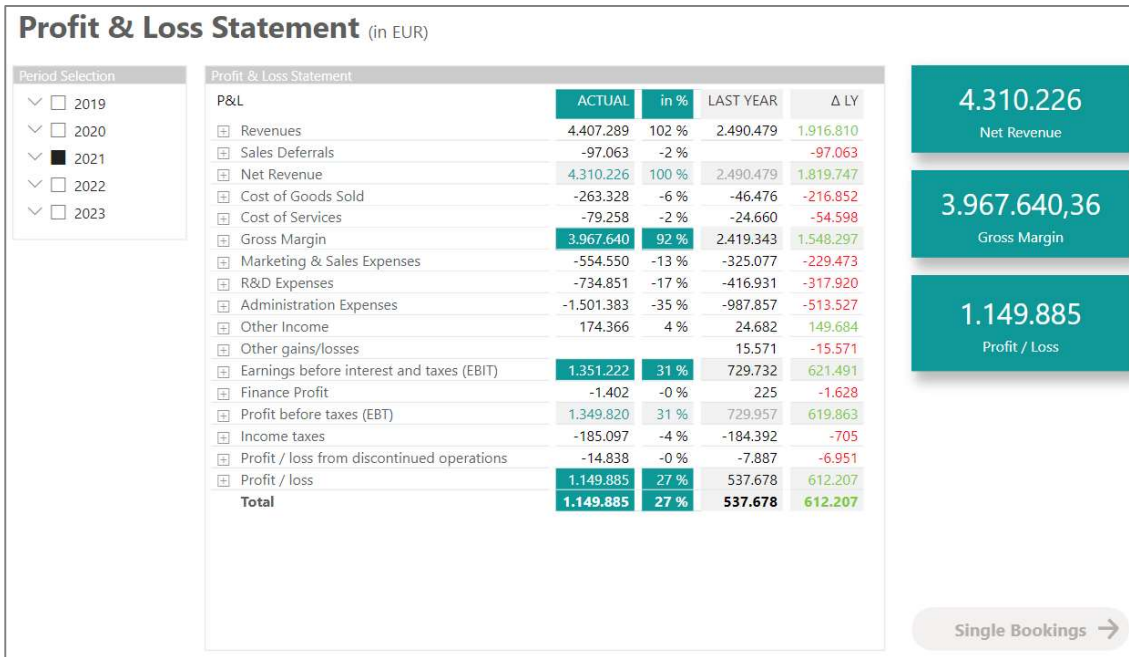 Profit & Loss Statement (in EUR)
Period Selection
2019
2020
2021
2022
2023
Profit & Loss Statement
P&L ACTUAL in % LAST YEAR Δ LY
Revenues 4.407.289 102 % 2.490.479 1.916.810
Sales Deferrals -97.063 -2 % -97.063
Net Revenue 4.310.226 100 % 2.490.479 1.819.747
Cost of Goods Sold -263.328 -6 % -46.476 -216.852
Cost of Services -79.258 -2 % -24.660 -54.598
Gross Margin 3.967.640 92 % 2.419.343 1.548.297
Marketing & Sales Expenses -554.550 -13 % -325.077 -229.473
R&D Expenses -734.851 -17 % -416.931 -317.920
Administration Expenses -1.501.383 -35 % -987.857 -513.527
Other Income 174.366 4 % 24.682 149.684
Other gains/losses 15.571 -15.571
Earnings before interest and taxes (EBIT) 1.351.222 31 % 729.732 621.491
Finance Profit -1.402 -0 % 225 -1.628
Profit before taxes (EBT) 1.349.820 31 % 729.957 619.863
Income taxes -185.097 -4 % -184.392 -705
Profit / loss from discontinued operations -14.838 -0 % -7.887 -6.951
Profit / loss 1.149.885 27 % 537.678 612.207
Total 1.149.885 27 % 537.678 612.207
4.310.226
Net Revenue
3.967.640,36
Gross Margin
1.149.885
Profit / Loss
Single Bookings